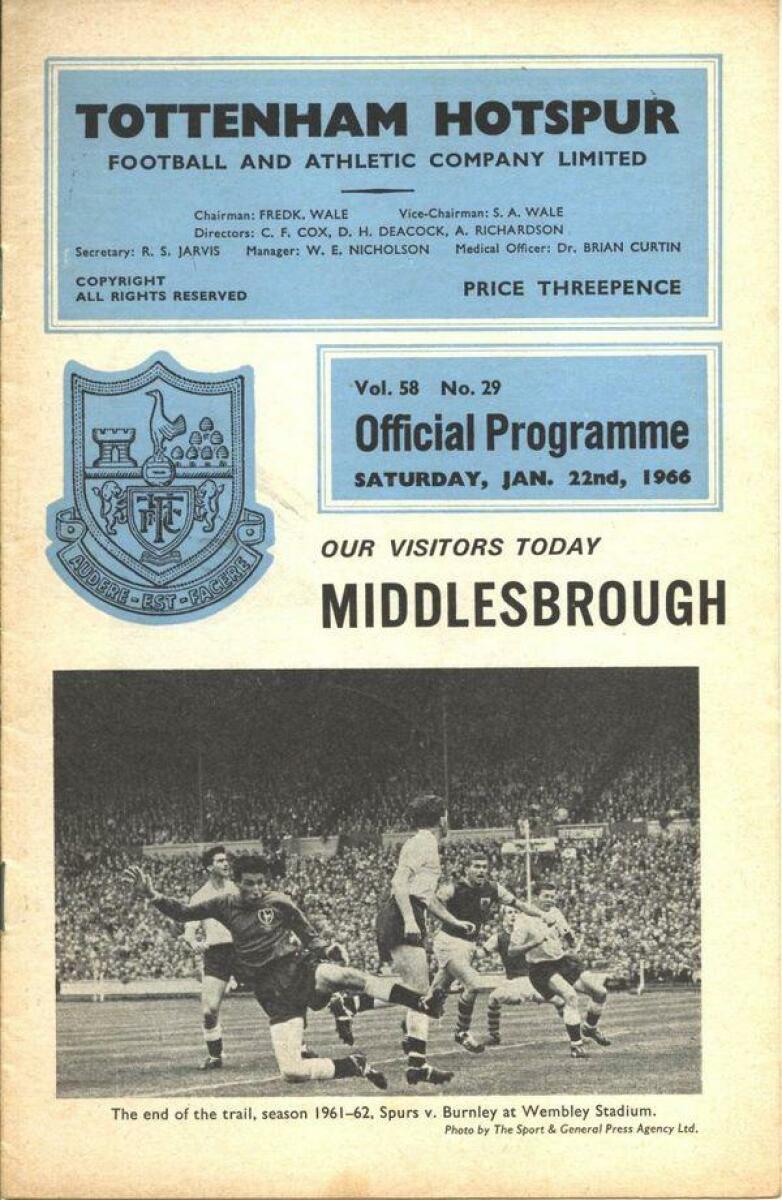 TOTTENHAM HOTSPUR
FOOTBALL AND ATHLETIC COMPANY LIMITED
Chairman: FREDK. WALE Vice-Chairman: S. A. WALE
Directors: C. F. COX, D. H. DEACOCK, A. RICHARDSON
Secretary: R. S. JARVIS Manager: W. E. NICHOLSON Medical Officer: Dr. BRIAN CURTIN
COPYRIGHT
ALL RIGHTS RESERVED
PRICE THREEPENCE
Vol. 58 No. 29
Official Programme
SATURDAY, JAN. 22nd, 1966
AUDERE - EST - FACERE
OUR VISITORS TODAY
MIDDLESBROUGH
The end of the trail, season 1961-62, Spurs v. Burnley at Wembley Stadium.
Photo by The Sport & General Press Agency Ltd.